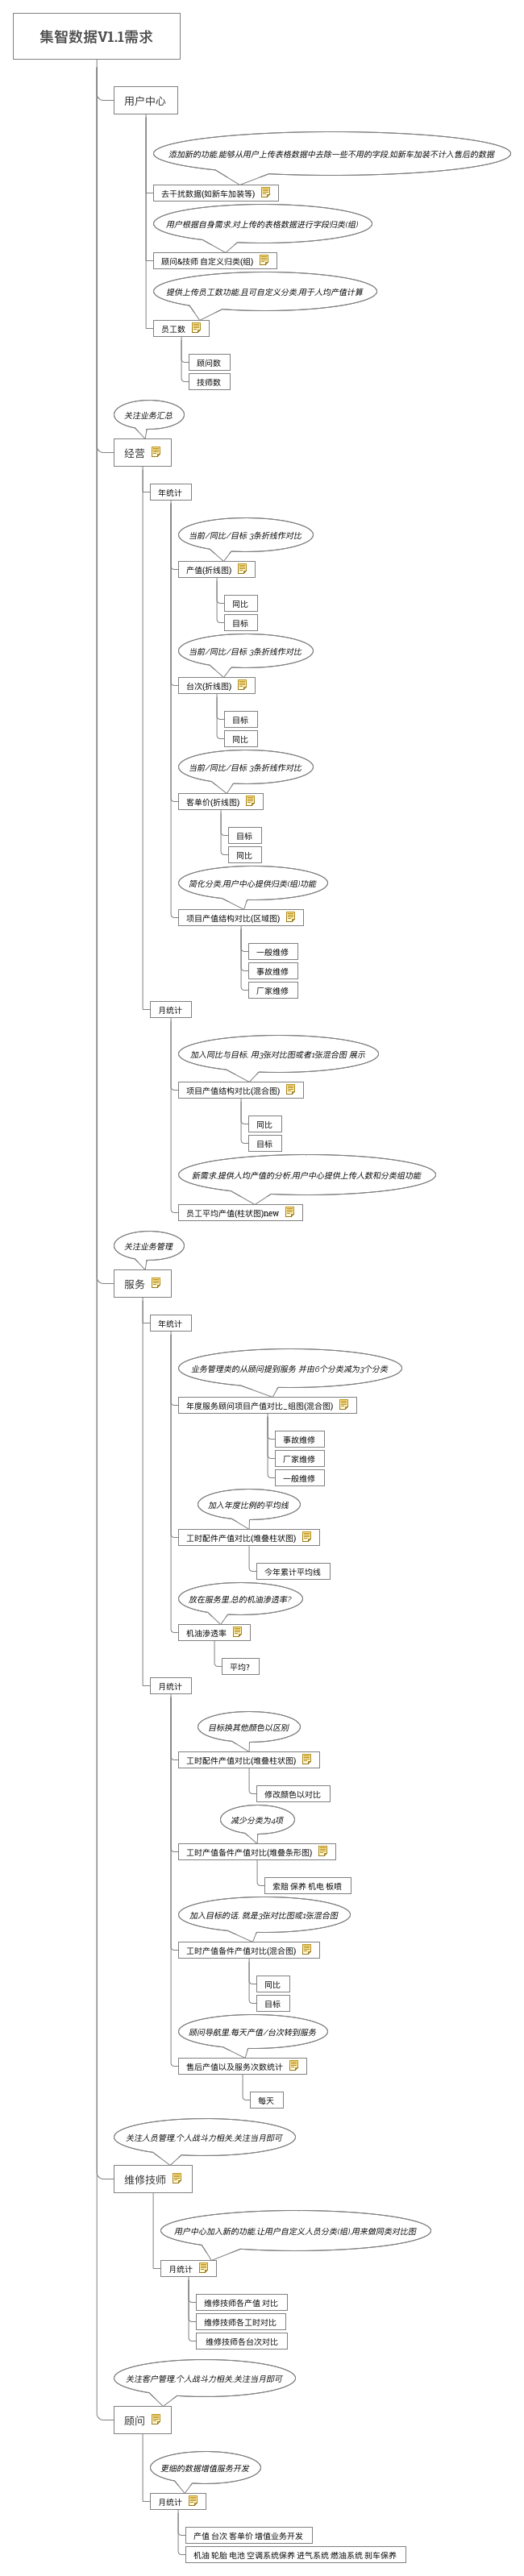 集智数据V1.1需求
用户中心
添加新的功能,能够从用户上传表格数据中去除一些不用的字段,如新车加装不计入售后的数据
去干扰数据(如新车加装等)
用户根据自身需求,对上传的表格数据进行字段归类(组)
顾问&技师 自定义归类(组)
提供上传员工数功能,且可自定义分类,用于人均产值计算
员工数
顾问数
技师数
关注业务汇总
经营
年统计
当前/同比/目标 3条折线作对比
产值(折线图)
同比
目标
当前/同比/目标 3条折线作对比
台次(折线图)
目标
同比
当前/同比/目标 3条折线作对比
客单价(折线图)
目标
同比
简化分类,用户中心提供归类(组)功能
项目产值结构对比(区域图)
一般维修
事故维修
厂家维修
月统计
加入同比与目标, 用3张对比图或者1张混合图 展示
项目产值结构对比(混合图)
同比
目标
新需求,提供人均产值的分析,用户中心提供上传人数和分类组功能
员工平均产值(柱状图)new
关注业务管理
服务
年统计
业务管理类的从顾问提到服务 并由6个分类减为3个分类
年度服务顾问项目产值对比_组图(混合图)
事故维修
厂家维修
一般维修
加入年度比例的平均线
工时配件产值对比(堆叠柱状图)
今年累计平均线
放在服务里,总的机油渗透率?
机油渗透率
平均?
月统计
目标换其他颜色以区别
工时配件产值对比(堆叠柱状图)
修改颜色以对比
减少分类为4项
工时产值备件产值对比(堆叠条形图)
索赔 保养 机电 板喷
加入目标的话, 就是3张对比图或1张混合图
工时产值备件产值对比(混合图)
同比
目标
顾问导航里,每天产值/台次转到服务
售后产值以及服务次数统计
每天
关注人员管理,个人战斗力相关,关注当月即可
维修技师
用户中心加入新的功能,让用户自定义人员分类(组),用来做同类对比图
月统计
维修技师各产值 对比
维修技师各工时对比
维修技师各台次对比
关注客户管理,个人战斗力相关,关注当月即可
顾问
更细的数据增值服务开发
月统计
产值 台次 客单价 增值业务开发
机油 轮胎 电池 空调系统保养 进气系统 燃油系统 刹车保养